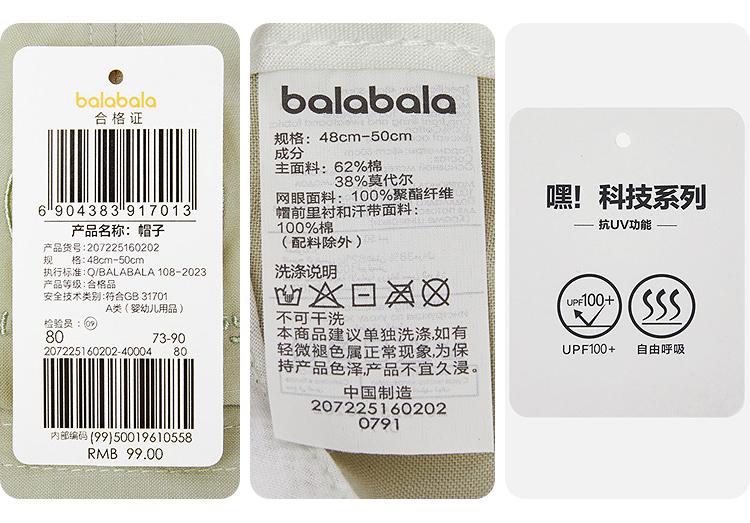 balabala
合格证
6 904383 917013
产品名称：帽子
产品货号：207225160202
规 格：48cm-50cm
执行标准：Q/BALABALA 108-2023
产品等级：合格品
安全技术类别：符合GB 31701
A类（婴幼儿用品）
检验员：09
80 73-90
207225160202-40004 80
内部编码 (99)50019610558
RMB 99.00
balabala
规格：48cm-50cm
成分
主面料：62%棉
38%莫代尔
网眼面料：100%聚酯纤维
帽前里衬和汗带面料：
100%棉
（配料除外）
洗涤说明
不可干洗
本商品建议单独洗涤,如有
轻微褪色属正常现象,为保
持产品色泽,产品不宜久浸。
中国制造
207225160202
0791
嘿！科技系列
抗UV功能
UPF100+
UPF100+
自由呼吸